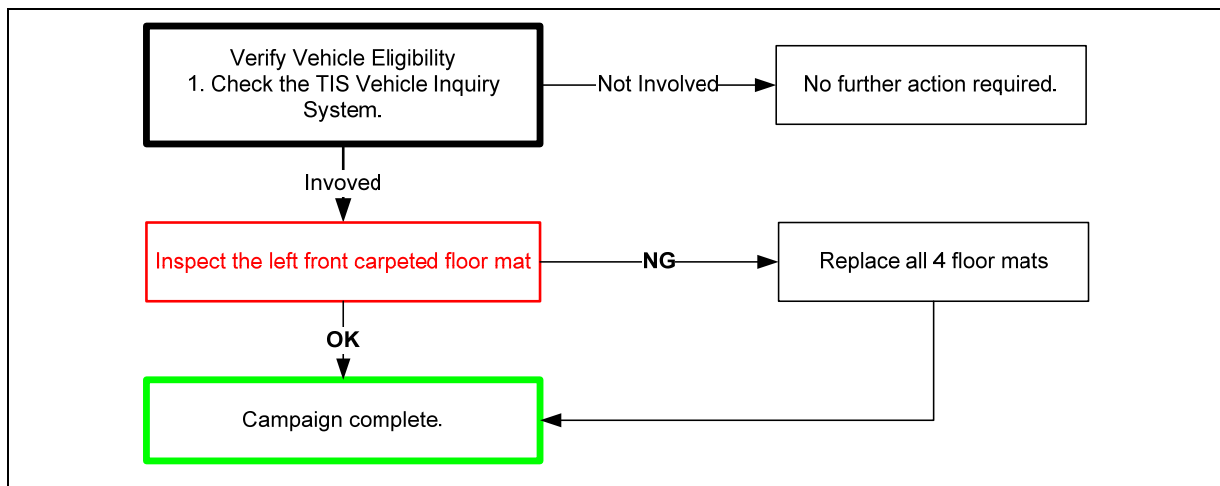 Verify Vehicle Eligibility
1. Check the TIS Vehicle Inquiry
System.
Not Involved
No further action required.
Invoved
Inspect the left front carpeted floor mat
NG
Replace all 4 floor mats
OK
Campaign complete.